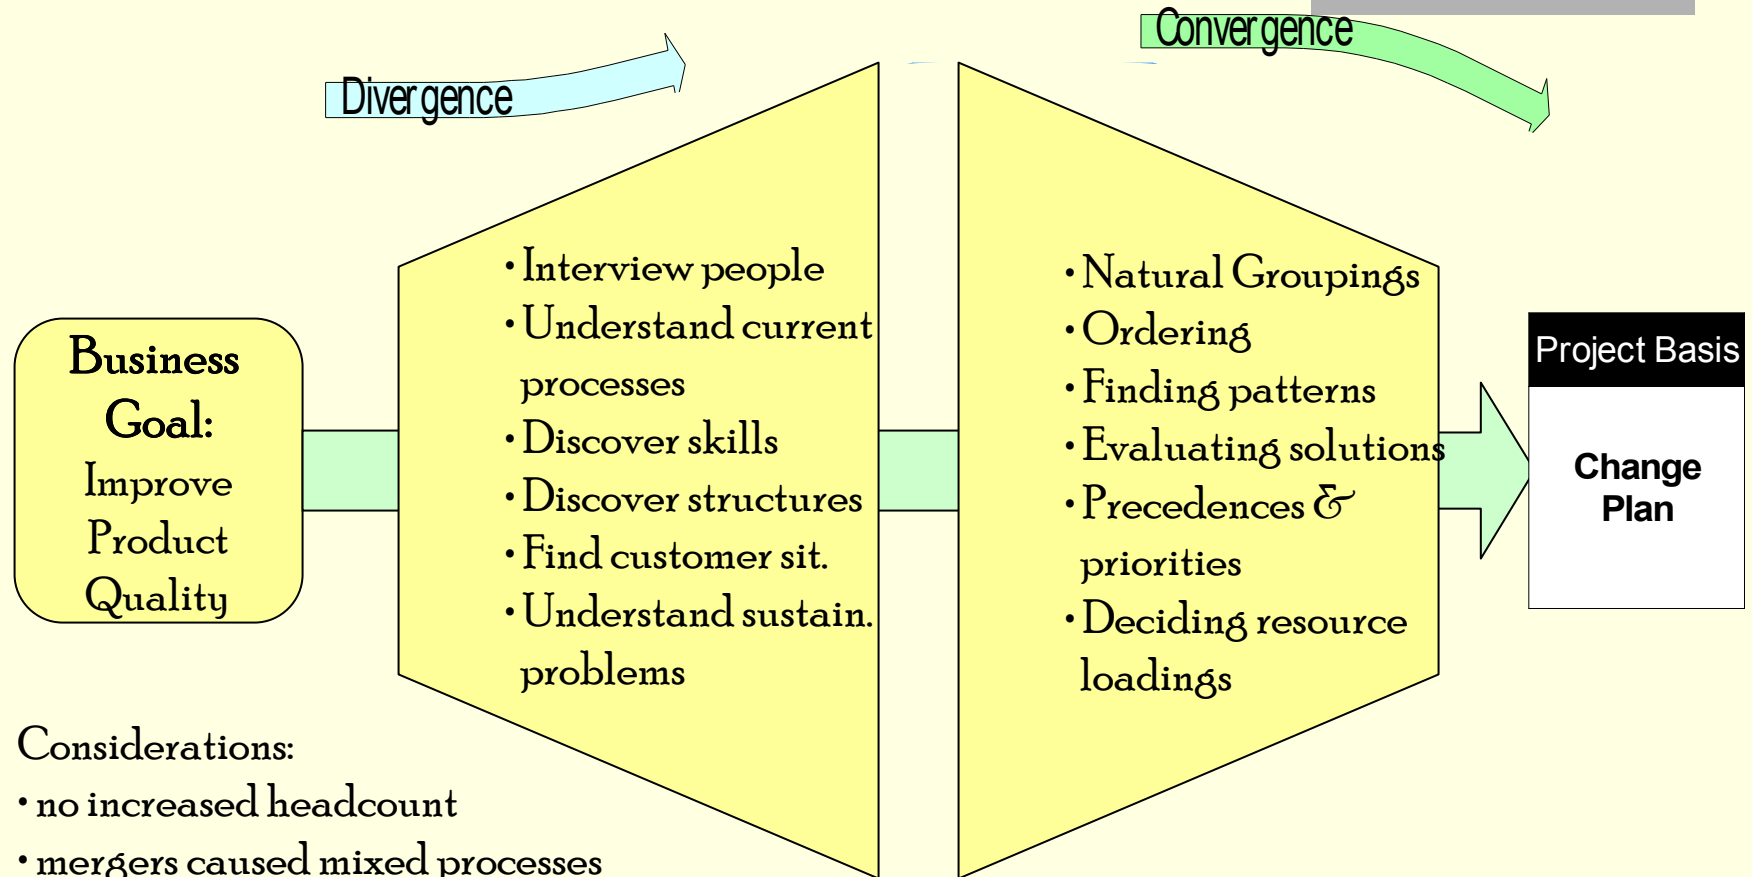 Divergence
Convergence
Business
Goal:
Improve
Product
Quality
• Interview people
• Understand current
processes
• Discover skills
• Discover structures
• Find customer sit.
• Understand sustain.
problems
• Natural Groupings
• Ordering
• Finding patterns
• Evaluating solutions
• Precedences &
priorities
• Deciding resource
loadings
Project Basis
Change
Plan
Considerations:
• no increased headcount
• mergers caused mixed processes